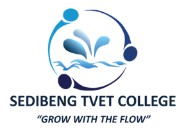 SEDIBENG TVET COLLEGE
"GROW WITH THE FLOW"